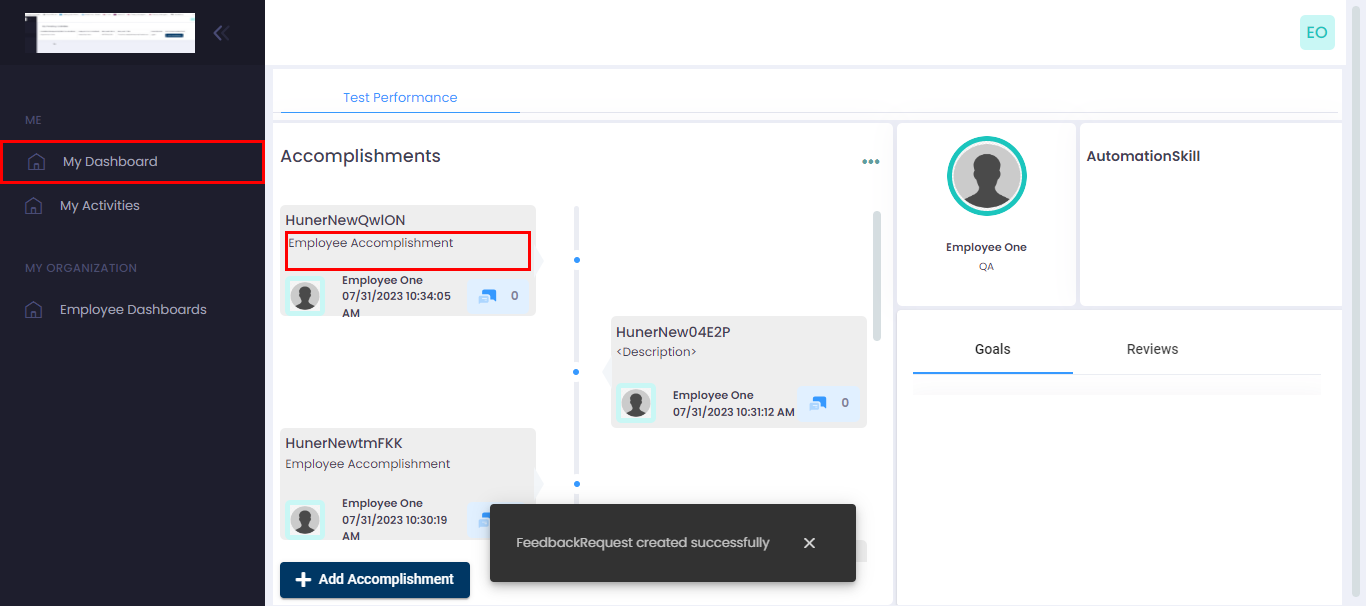 EO
ME
My Dashboard
My Activities
MY ORGANIZATION
Employee Dashboards
Test Performance
Accomplishments
HunerNewQwlON
Employee Accomplishment
Employee One
07/31/2023 10:34:05
AM
0
HunerNew04E2P
<Description>
Employee One
07/31/2023 10:31:12 AM
0
HunerNewtmFKK
Employee Accomplishment
Employee One
07/31/2023 10:30:19
AM
Add Accomplishment
FeedbackRequest created successfully
Employee One
QA
AutomationSkill
Goals
Reviews